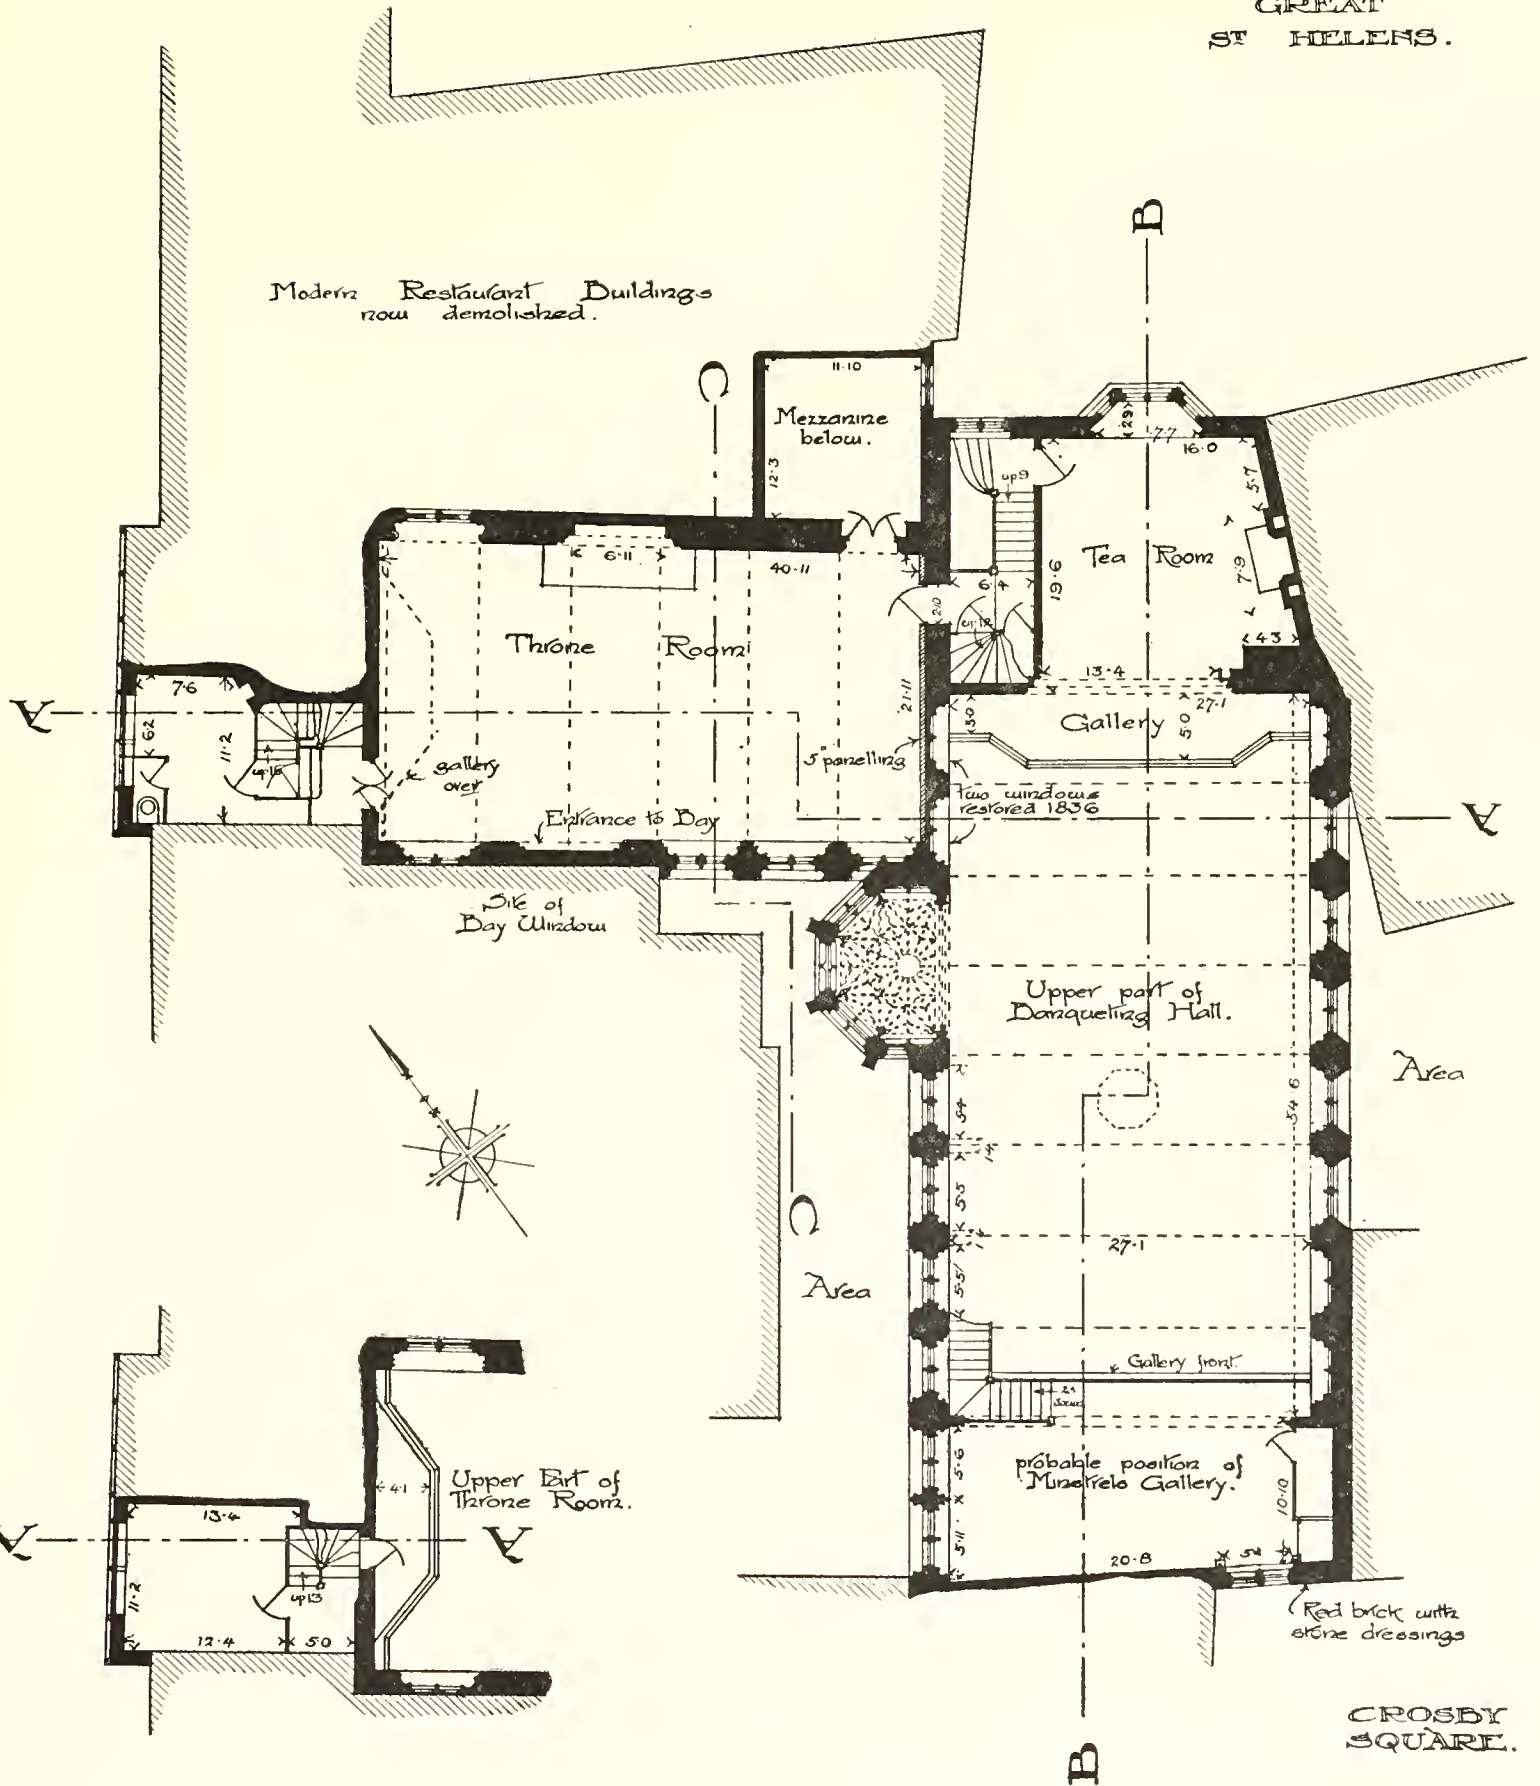 GREAT
ST HELENS.
B
Modern Restaurant Buildings
now demolished.
C
11·10
Mezzanine
below.
12·3
2·9
7·7
16·0
5·7
up 9
6·11
40·11
Tea Room
7·9
19·6
6·4
2·0
up 12
Throne Room
4·3
13·4
27·1
7·6
A
6·2
11·2
up 16
21·11
3·0
Gallery
5·0
gallery
over
5" panelling
two windows
restored 1836
Entrance to Bay
A
Site of
Bay Window
Upper part of
Banqueting Hall.
Area
5·4
54·6
1·4
5·5
C
27·1
Area
5·5
Gallery front.
21
down
probable position of
Minstrels Gallery.
5·6
10·10
5·11
20·8
5·2
Red brick with
stone dressings
4·1
Upper Part of
Throne Room.
13·4
A
A
11·2
up 13
12·4
5·0
B
CROSBY
SQUARE.